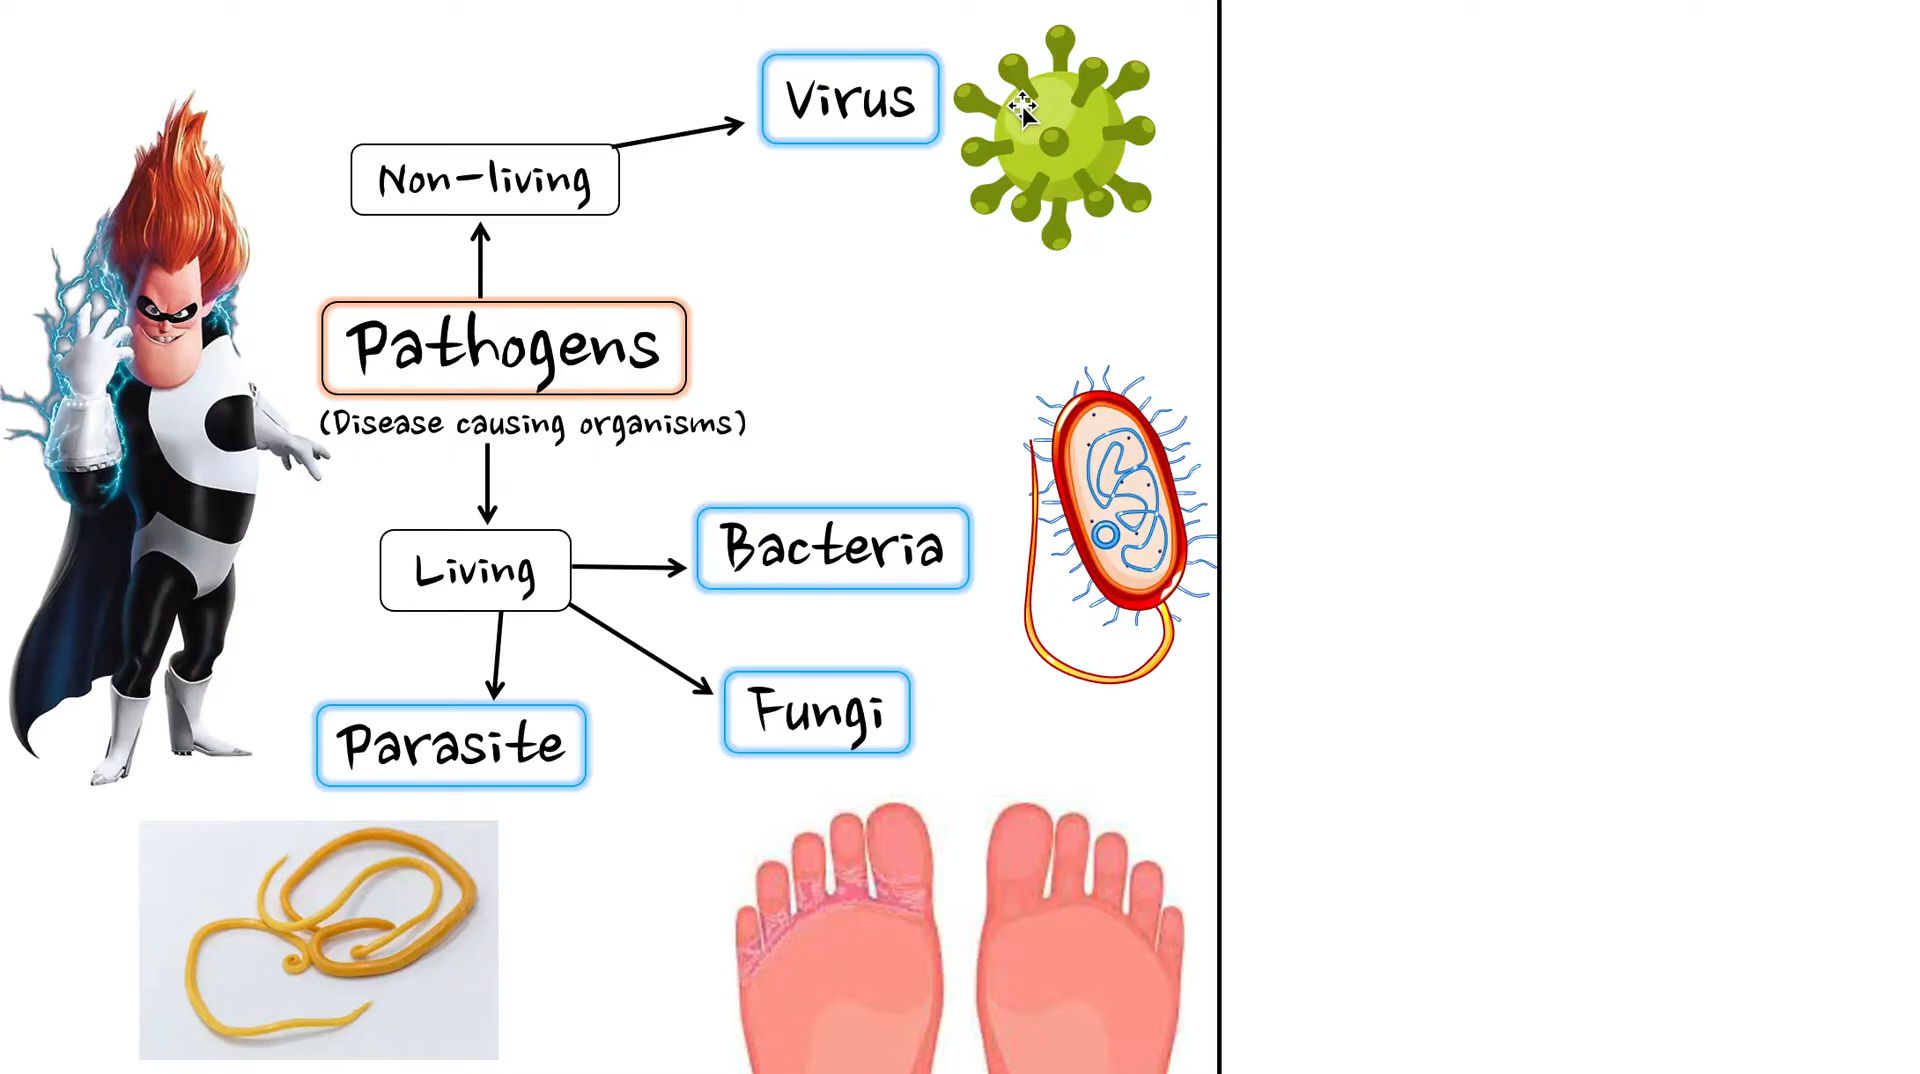 Virus
Non-living
Pathogens
(Disease causing organisms)
Living
Bacteria
Fungi
Parasite